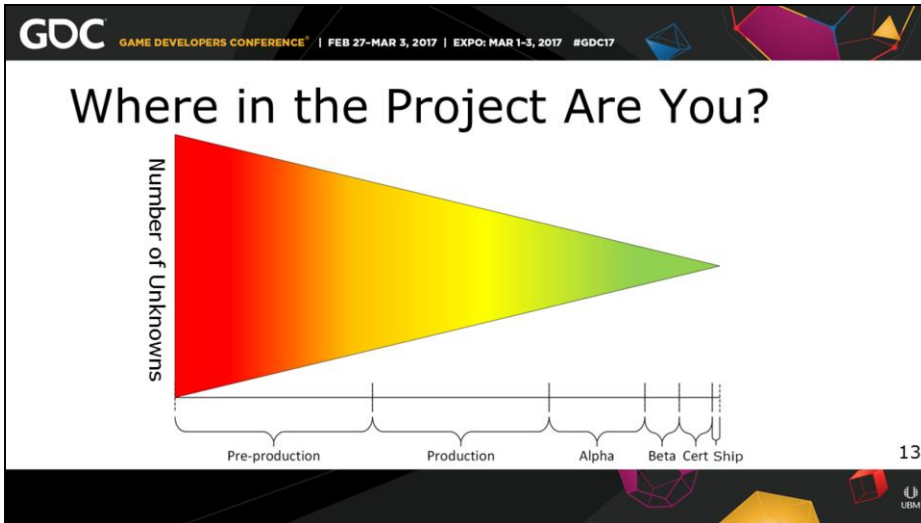 GDC GAME DEVELOPERS CONFERENCE® | FEB 27–MAR 3, 2017 | EXPO: MAR 1–3, 2017 #GDC17
Where in the Project Are You?
Number of Unknowns
Pre-production Production Alpha Beta Cert Ship
13
UBM